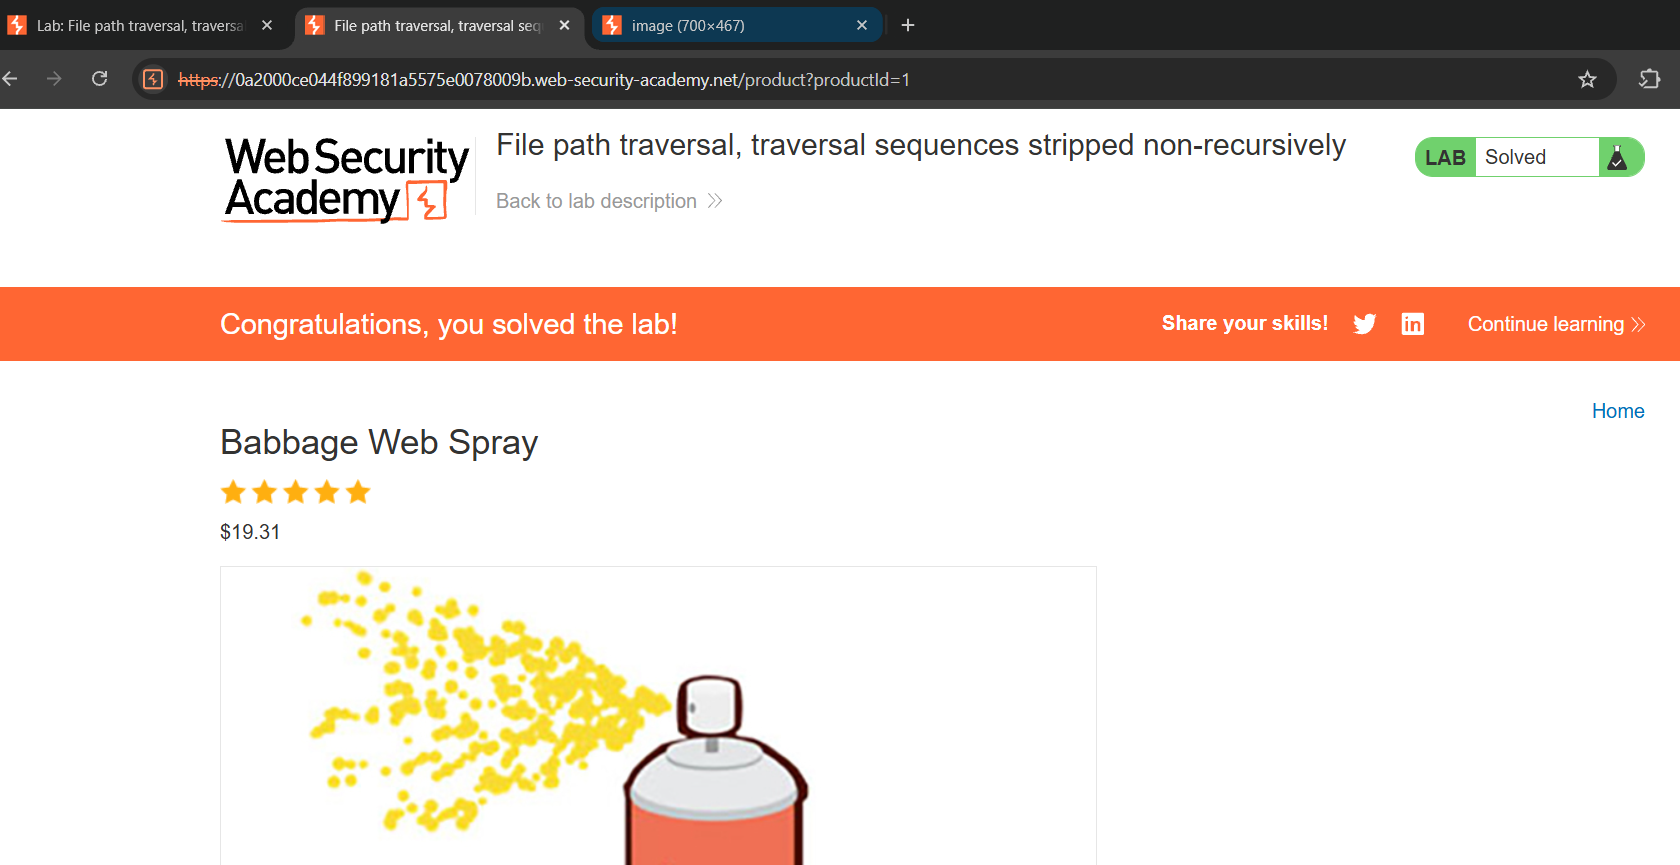 Lab: File path traversal, traversa
File path traversal, traversal seq
image (700×467)
https://0a2000ce044f899181a5575e0078009b.web-security-academy.net/product?productId=1
Web Security
Academy
File path traversal, traversal sequences stripped non-recursively
Back to lab description
LAB Solved
Congratulations, you solved the lab!
Share your skills!
Continue learning
Home
Babbage Web Spray
$19.31